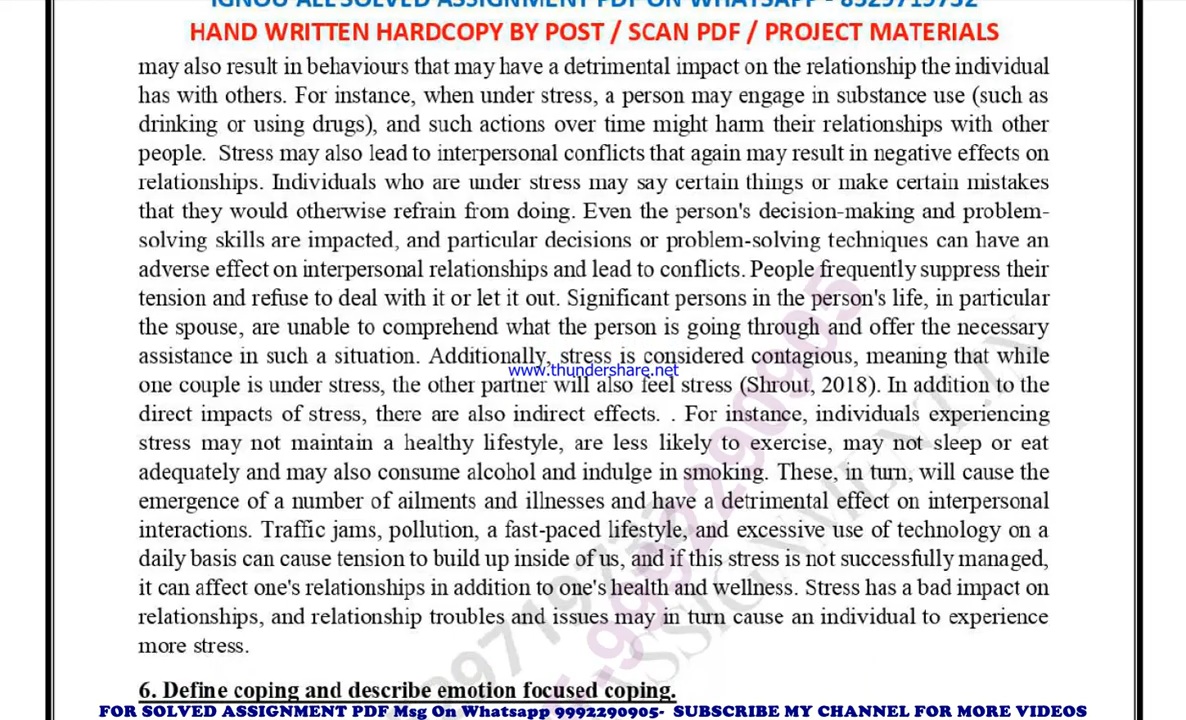 IGNOU ALL SOLVED ASSIGNMENT PDF ON WHATSAPP - 8529719752
HAND WRITTEN HARDCOPY BY POST / SCAN PDF / PROJECT MATERIALS
may also result in behaviours that may have a detrimental impact on the relationship the individual
has with others. For instance, when under stress, a person may engage in substance use (such as
drinking or using drugs), and such actions over time might harm their relationships with other
people. Stress may also lead to interpersonal conflicts that again may result in negative effects on
relationships. Individuals who are under stress may say certain things or make certain mistakes
that they would otherwise refrain from doing. Even the person's decision-making and problem-
solving skills are impacted, and particular decisions or problem-solving techniques can have an
adverse effect on interpersonal relationships and lead to conflicts. People frequently suppress their
tension and refuse to deal with it or let it out. Significant persons in the person's life, in particular
the spouse, are unable to comprehend what the person is going through and offer the necessary
assistance in such a situation. Additionally, stress is considered contagious, meaning that while
www.thundershare.net
one couple is under stress, the other partner will also feel stress (Shrout, 2018). In addition to the
direct impacts of stress, there are also indirect effects. . For instance, individuals experiencing
stress may not maintain a healthy lifestyle, are less likely to exercise, may not sleep or eat
adequately and may also consume alcohol and indulge in smoking. These, in turn, will cause the
emergence of a number of ailments and illnesses and have a detrimental effect on interpersonal
interactions. Traffic jams, pollution, a fast-paced lifestyle, and excessive use of technology on a
daily basis can cause tension to build up inside of us, and if this stress is not successfully managed,
it can affect one's relationships in addition to one's health and wellness. Stress has a bad impact on
relationships, and relationship troubles and issues may in turn cause an individual to experience
more stress.
6. Define coping and describe emotion focused coping.
FOR SOLVED ASSIGNMENT PDF Msg On Whatsapp 9992290905- SUBSCRIBE MY CHANNEL FOR MORE VIDEOS